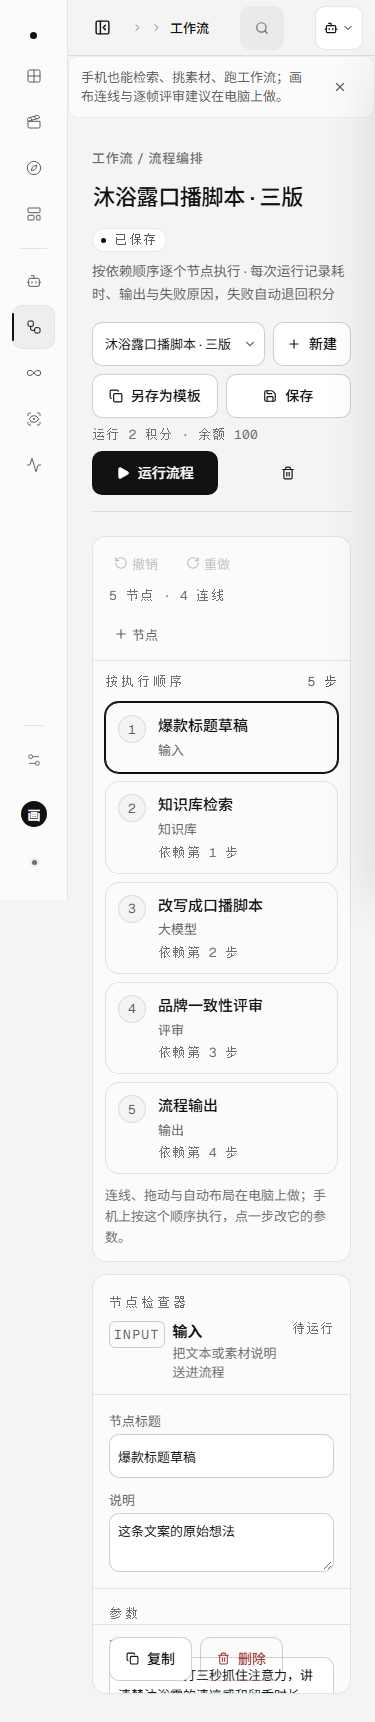 工作流
手机也能检索、挑素材、跑工作流；画
布连线与逐帧评审建议在电脑上做。
工作流 / 流程编排
沐浴露口播脚本 · 三版
已保存
按依赖顺序逐个节点执行 · 每次运行记录耗
时、输出与失败原因，失败自动退回积分
沐浴露口播脚本 · 三版
新建
另存为模板
保存
运行 2 积分 · 余额 100
运行流程
撤销
重做
5 节点 · 4 连线
节点
按执行顺序
5 步
1
爆款标题草稿
输入
2
知识库检索
知识库
依赖第 1 步
3
改写成口播脚本
大模型
依赖第 2 步
4
品牌一致性评审
评审
依赖第 3 步
5
流程输出
输出
依赖第 4 步
连线、拖动与自动布局在电脑上做；手
机上按这个顺序执行，点一步改它的参
数。
画
节点检查器
INPUT
输入
待运行
把文本或素材说明
送进流程
节点标题
爆款标题草稿
说明
这条文案的原始想法
参数
复制
删除
三秒抓住注意力，讲